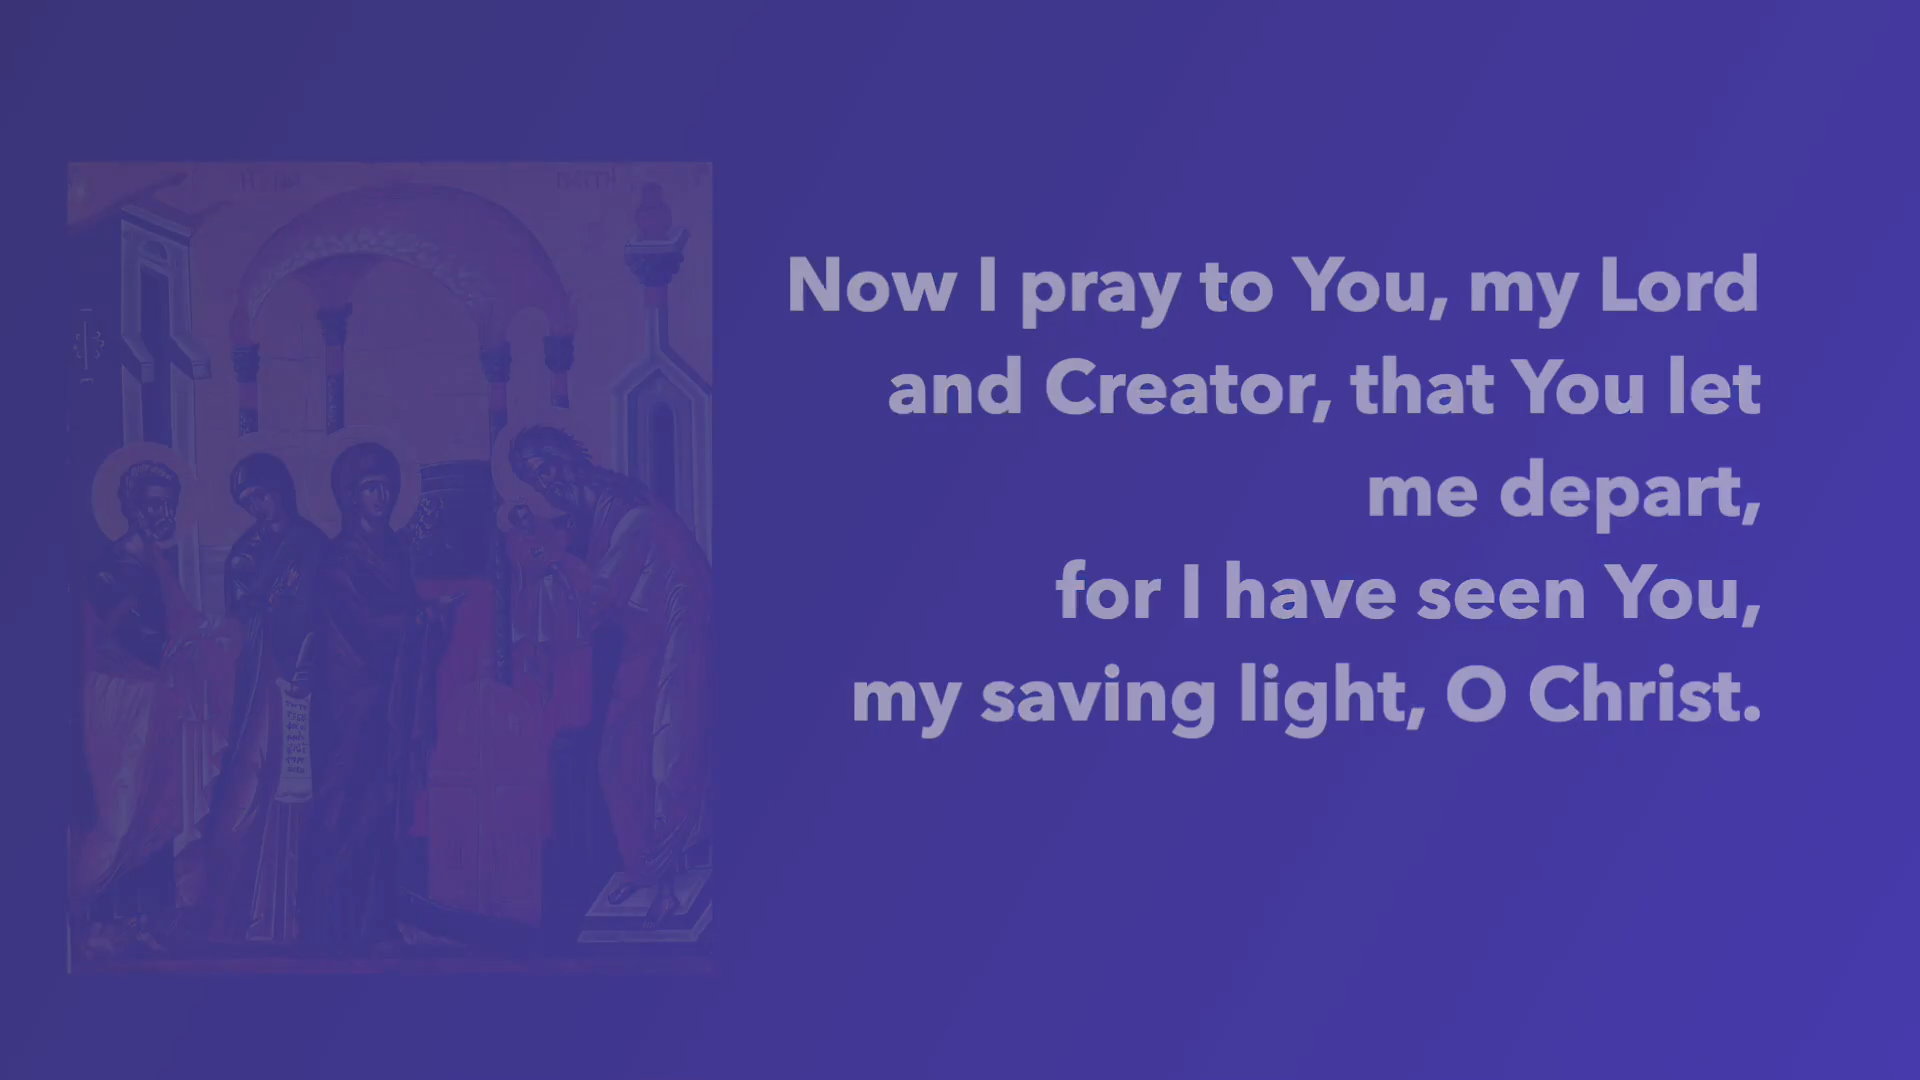 Now I pray to You, my Lord
and Creator, that You let
me depart,
for I have seen You,
my saving light, O Christ.